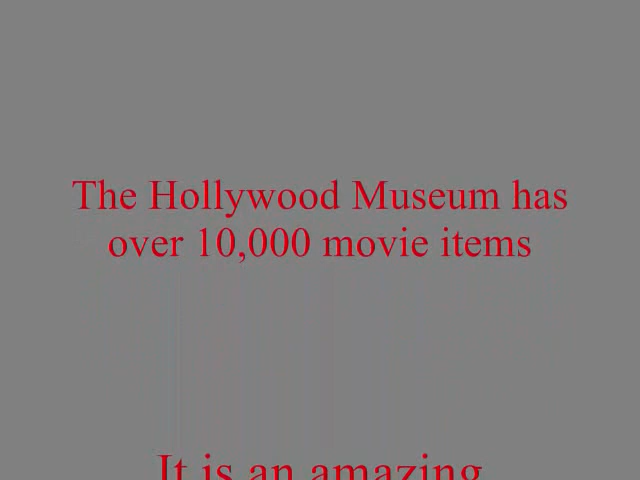 The Hollywood Museum has
over 10,000 movie items
It is an amazing